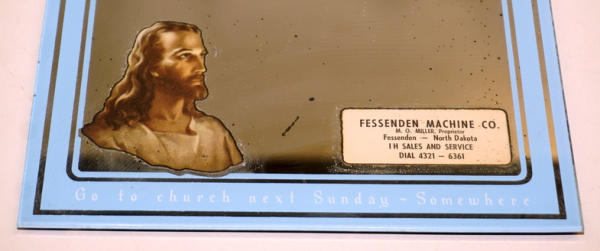 FESSENDEN MACHINE CO.
M. O. MILLER, Proprietor
Fessenden — North Dakota
IH SALES AND SERVICE
DIAL 4321 — 6361
Go to church next Sunday ~ Somewhere